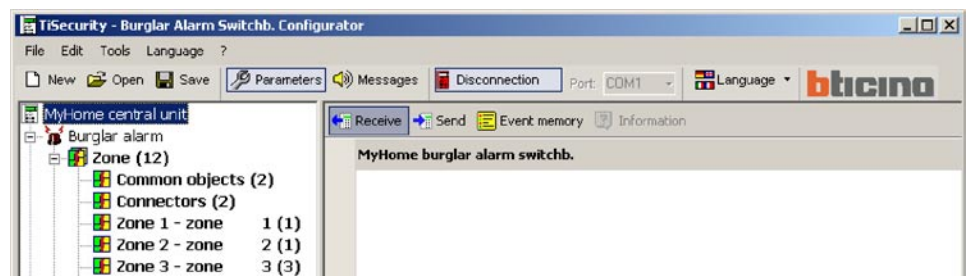 TiSecurity - Burglar Alarm Switchb. Configurator
File Edit Tools Language ?
New Open Save Parameters Messages Disconnection Port: COM1 Language bticino
MyHome central unit
Receive Send Event memory Information
Burglar alarm
MyHome burglar alarm switchb.
Zone (12)
Common objects (2)
Connectors (2)
Zone 1 - zone 1 (1)
Zone 2 - zone 2 (1)
Zone 3 - zone 3 (3)